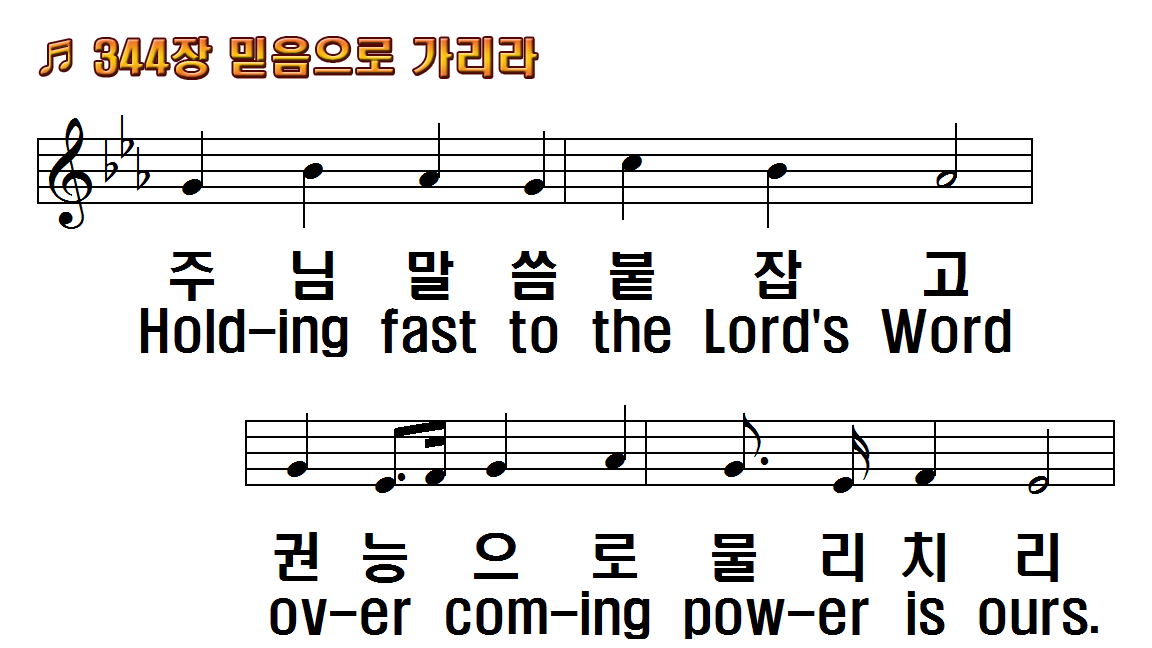 344장 믿음으로 가리라
주 님 말 씀 붙 잡 고
Hold-ing fast to the Lord's Word
권 능 으 로 물 리 치 리
ov-er com-ing pow-er is ours.